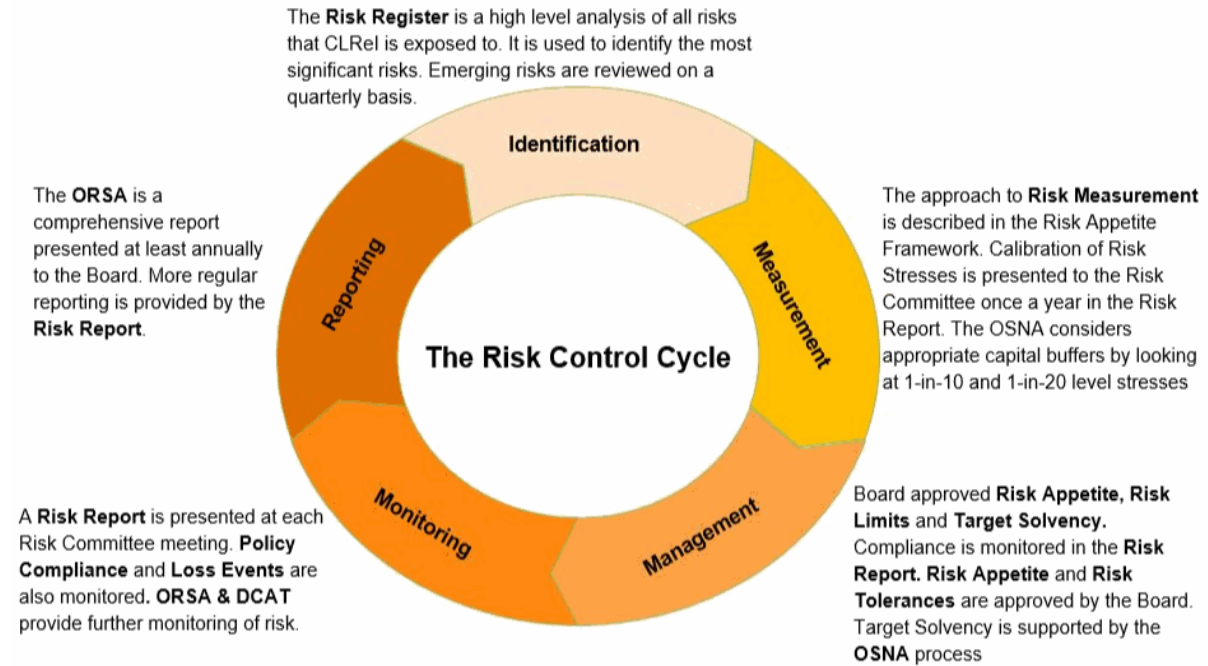 The Risk Register is a high level analysis of all risks
that CLRel is exposed to. It is used to identify the most
significant risks. Emerging risks are reviewed on a
quarterly basis.
Identification
The ORSA is a
comprehensive report
presented at least annually
to the Board. More regular
reporting is provided by the
Risk Report.
Reporting
The Risk Control Cycle
Measurement
The approach to Risk Measurement
is described in the Risk Appetite
Framework. Calibration of Risk
Stresses is presented to the Risk
Committee once a year in the Risk
Report. The OSNA considers
appropriate capital buffers by looking
at 1-in-10 and 1-in-20 level stresses
A Risk Report is presented at each
Risk Committee meeting. Policy
Compliance and Loss Events are
also monitored. ORSA & DCAT
provide further monitoring of risk.
Monitoring
Management
Board approved Risk Appetite, Risk
Limits and Target Solvency.
Compliance is monitored in the Risk
Report. Risk Appetite and Risk
Tolerances are approved by the Board.
Target Solvency is supported by the
OSNA process